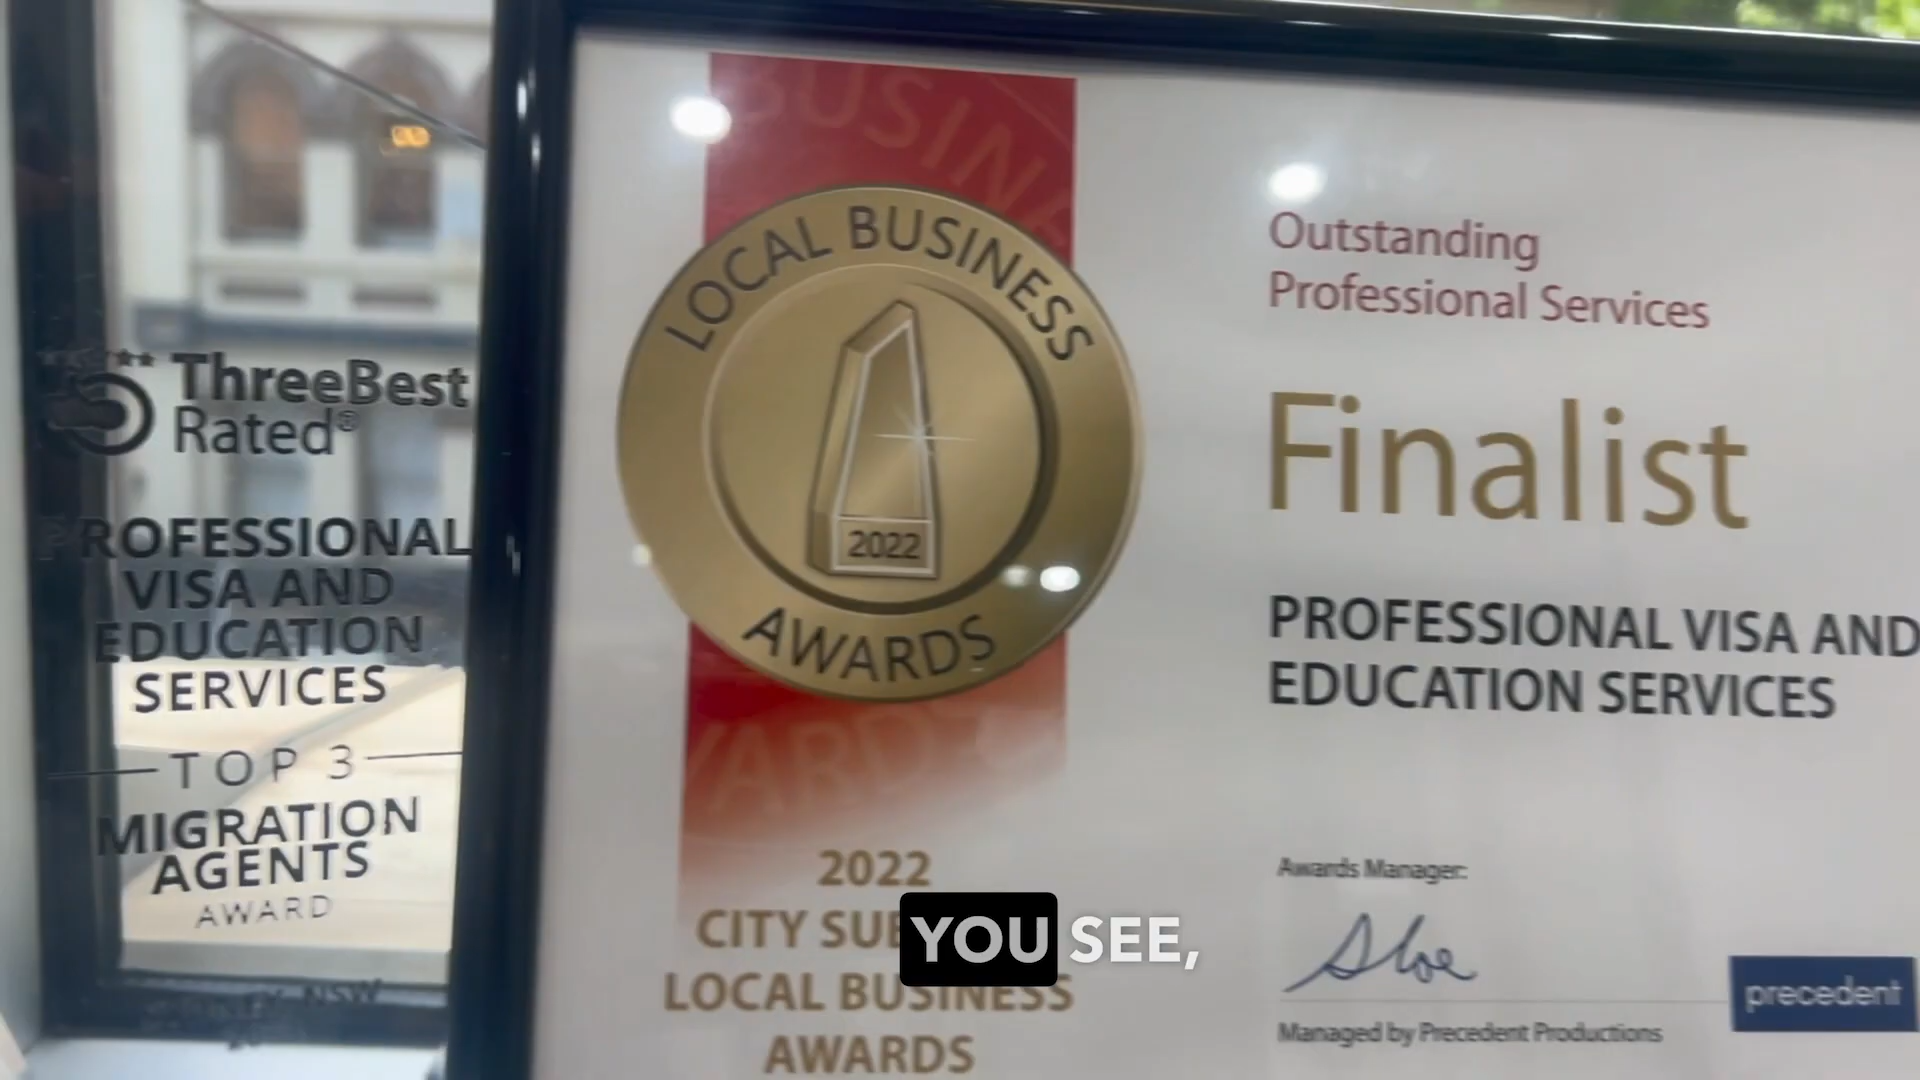 ThreeBest
Rated®
PROFESSIONAL
VISA AND
EDUCATION
SERVICES
TOP 3
MIGRATION
AGENTS
AWARD
NSW
BUSINE
LOCAL BUSINESS
2022
AWARDS
2022
CITY SUB
LOCAL BUSINESS
AWARDS
Outstanding
Professional Services
Finalist
PROFESSIONAL VISA AND
EDUCATION SERVICES
Awards Manager:
Managed by Precedent Productions
precedent
YOU SEE,